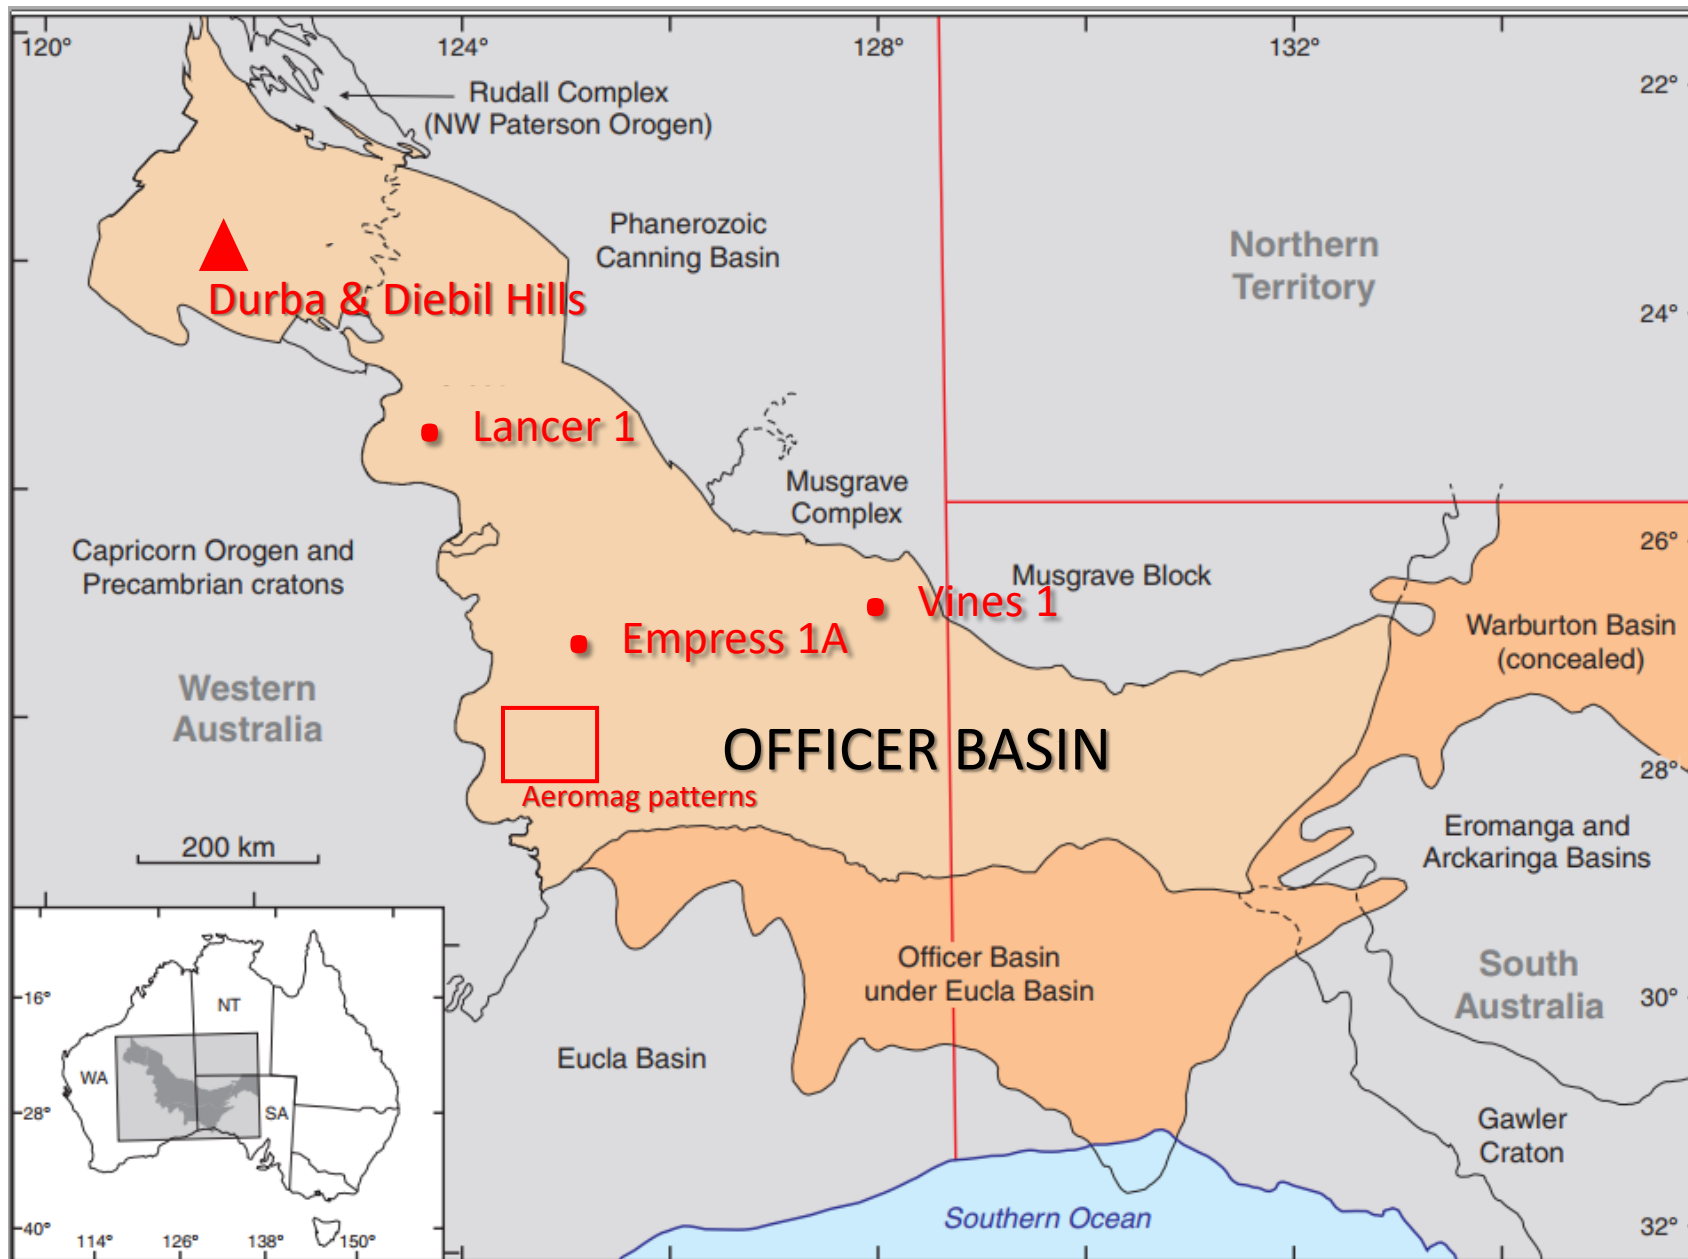 120°
124°
128°
132°
Rudall Complex
(NW Paterson Orogen)
22°
Phanerozoic
Canning Basin
Northern
Territory
Durba & Diebil Hills
24°
Lancer 1
Musgrave
Complex
Capricorn Orogen and
Precambrian cratons
26°
Musgrave Block
Vines 1
Empress 1A
Warburton Basin
(concealed)
Western
Australia
OFFICER BASIN
28°
Aeromag patterns
200 km
Eromanga and
Arckaringa Basins
Officer Basin
under Eucla Basin
South
Australia
30°
Eucla Basin
Gawler
Craton
Southern Ocean
32°
16°
NT
WA
SA
28°
40°
114°
126°
138°
150°